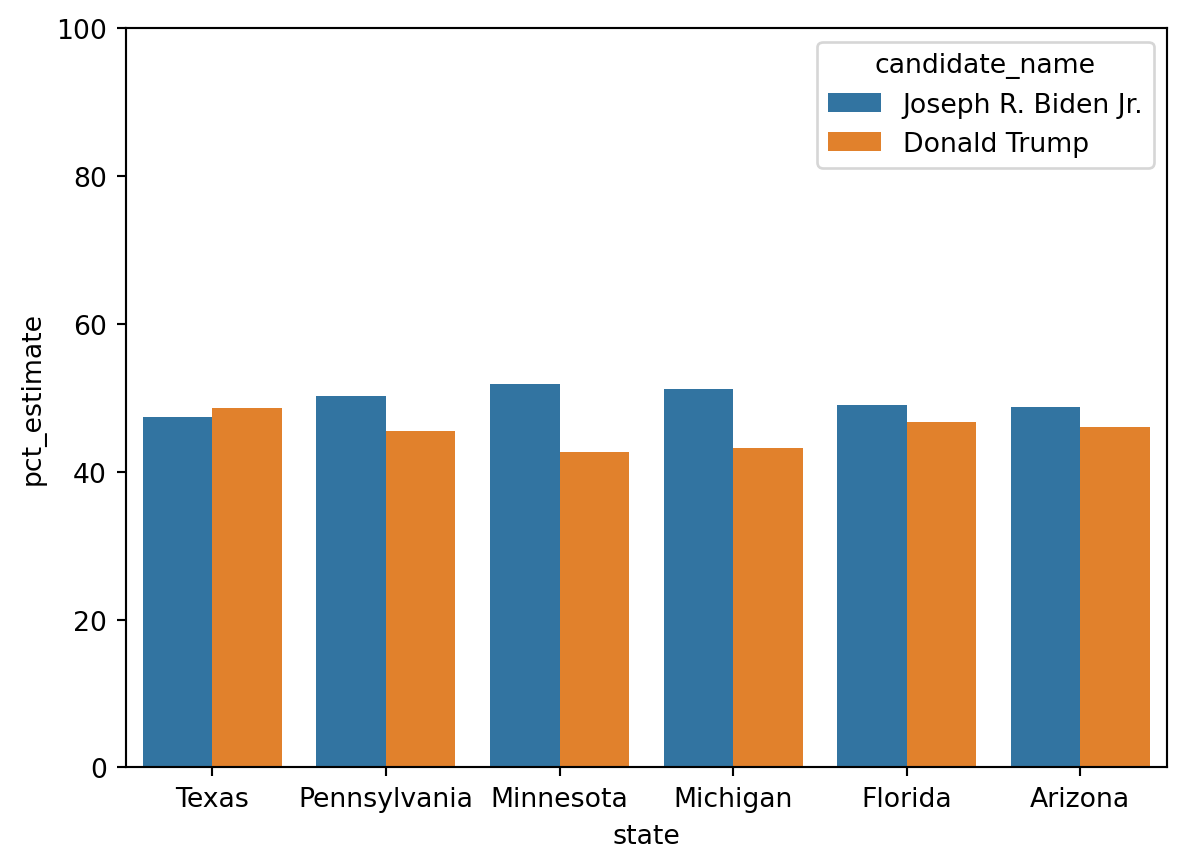 100
80
60
40
20
0
pct_estimate
candidate_name
Joseph R. Biden Jr.
Donald Trump
Texas Pennsylvania Minnesota Michigan Florida Arizona
state